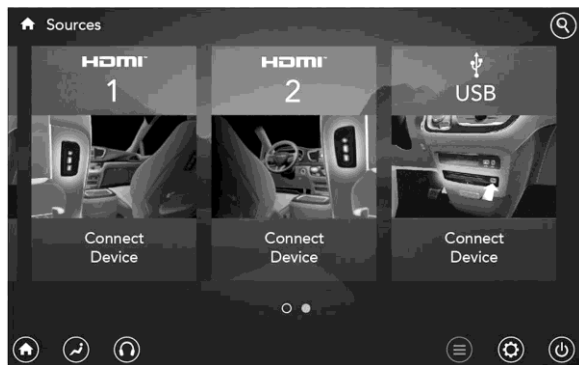 Sources
HDMI
1
Connect
Device
HDMI
2
Connect
Device
USB
Connect
Device